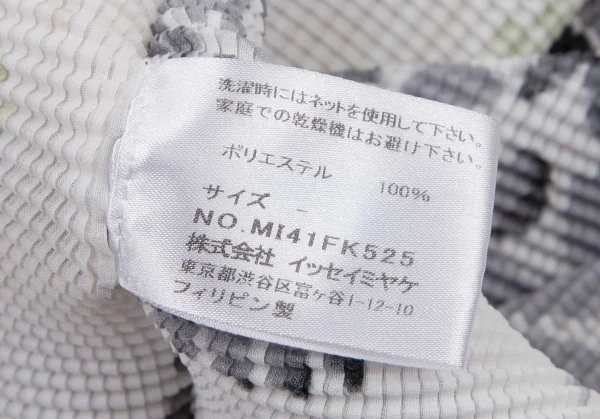 洗濯時にはネットを使用して下さい。
家庭での乾燥機はお避け下さい。
ポリエステル 100%
サイズ –
NO.MI41FK525
株式会社 イッセイミヤケ
東京都渋谷区富ヶ谷1-12-10
フィリピン製